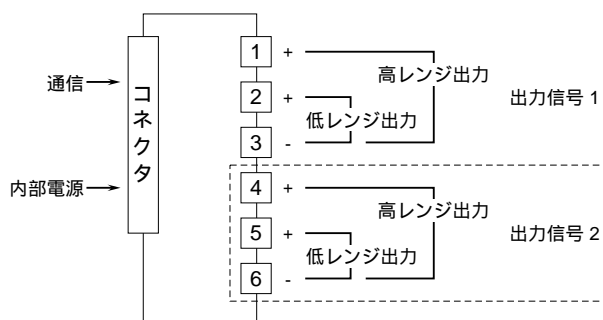 通信
内部電源
コネクタ
1 +
高レンジ出力
2 +
低レンジ出力
3 -
出力信号 1
4 +
高レンジ出力
5 +
低レンジ出力
6 -
出力信号 2